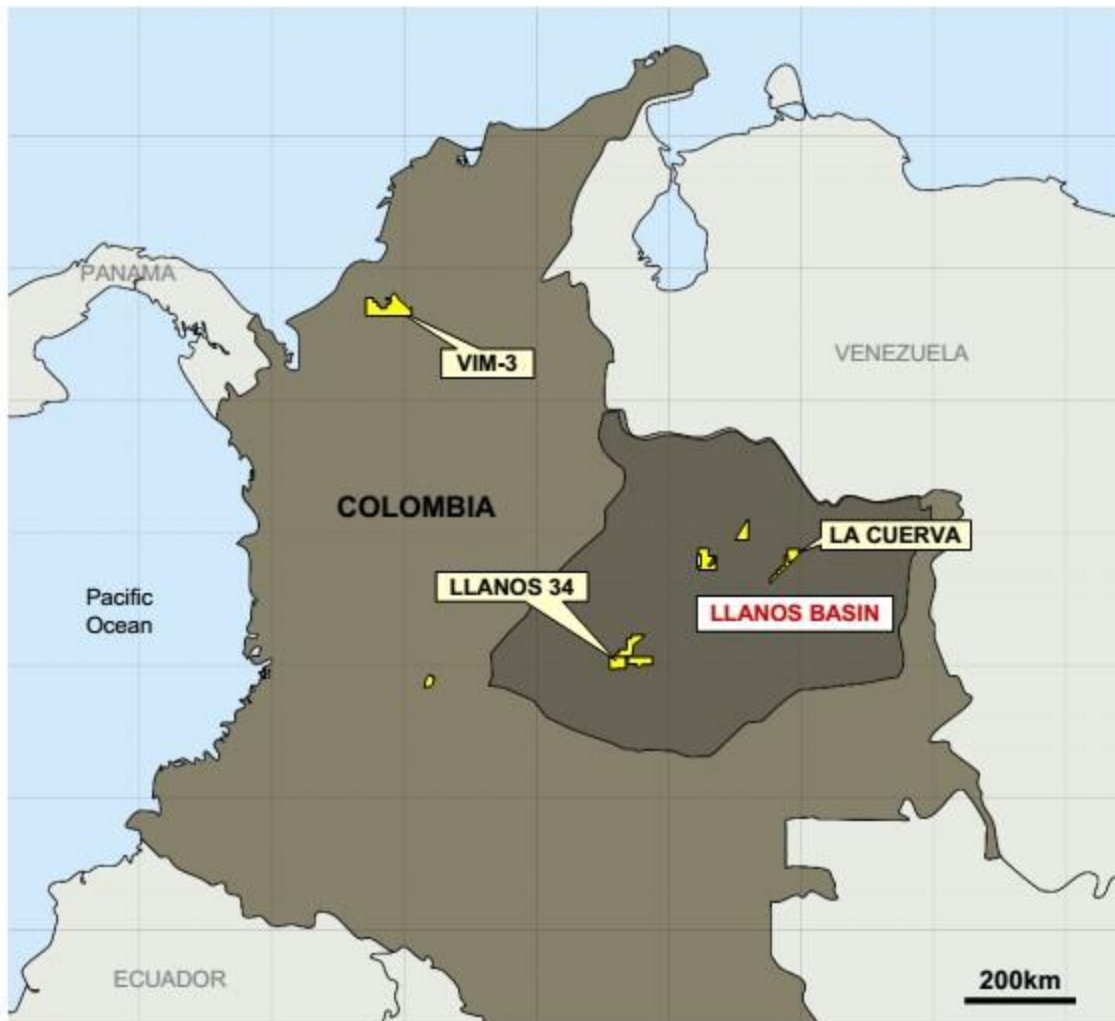 PANAMA
VIM-3
VENEZUELA
COLOMBIA
LA CUERVA
LLANOS 34
Pacific
Ocean
LLANOS BASIN
ECUADOR
200km